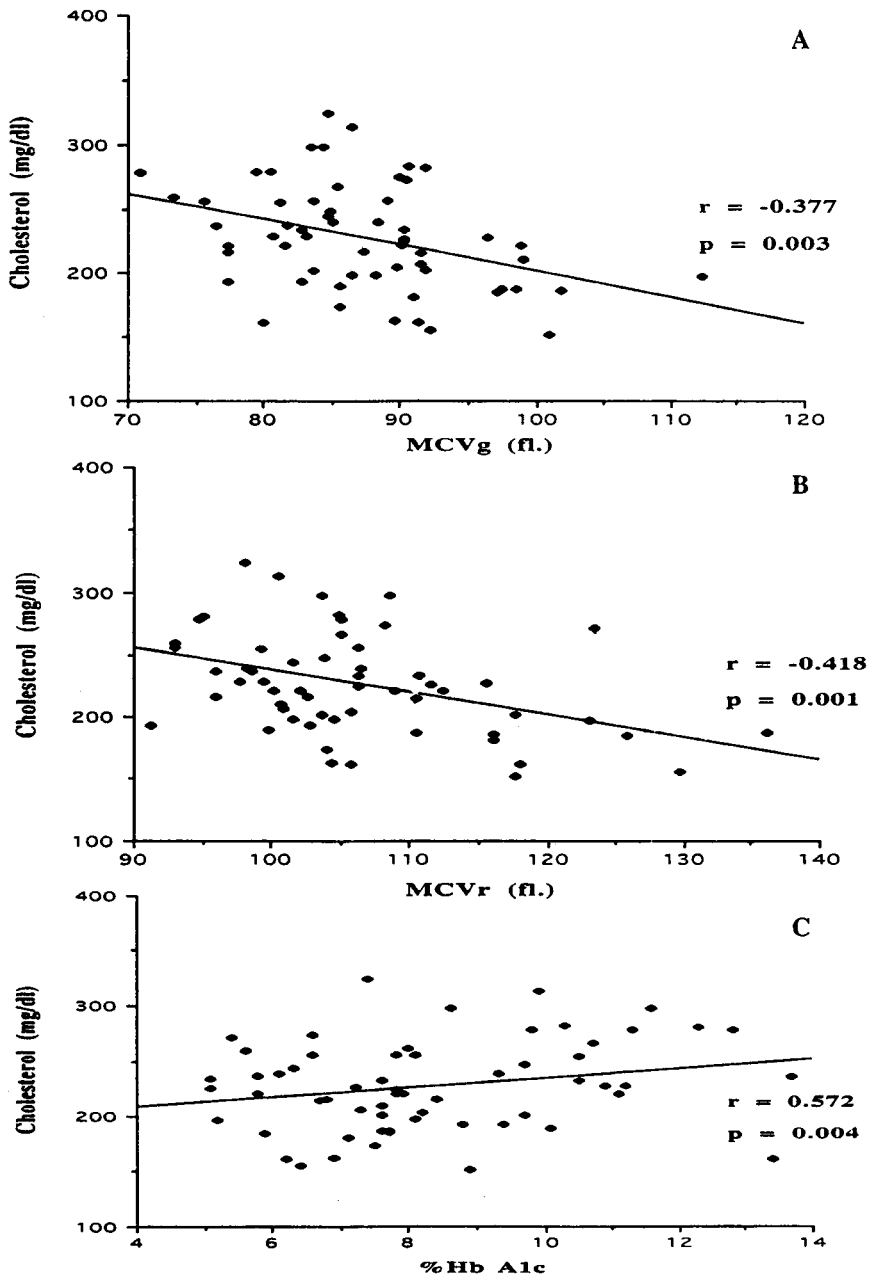 A
400
300
200
100
Cholesterol (mg/dl)
r = -0.377
p = 0.003
70 80 90 100 110 120
MCVg (fl.)
B
400
300
200
100
Cholesterol (mg/dl)
r = -0.418
p = 0.001
90 100 110 120 130 140
MCVr (fl.)
C
400
300
200
100
Cholesterol (mg/dl)
r = 0.572
p = 0.004
4 6 8 10 12 14
%Hb A1c